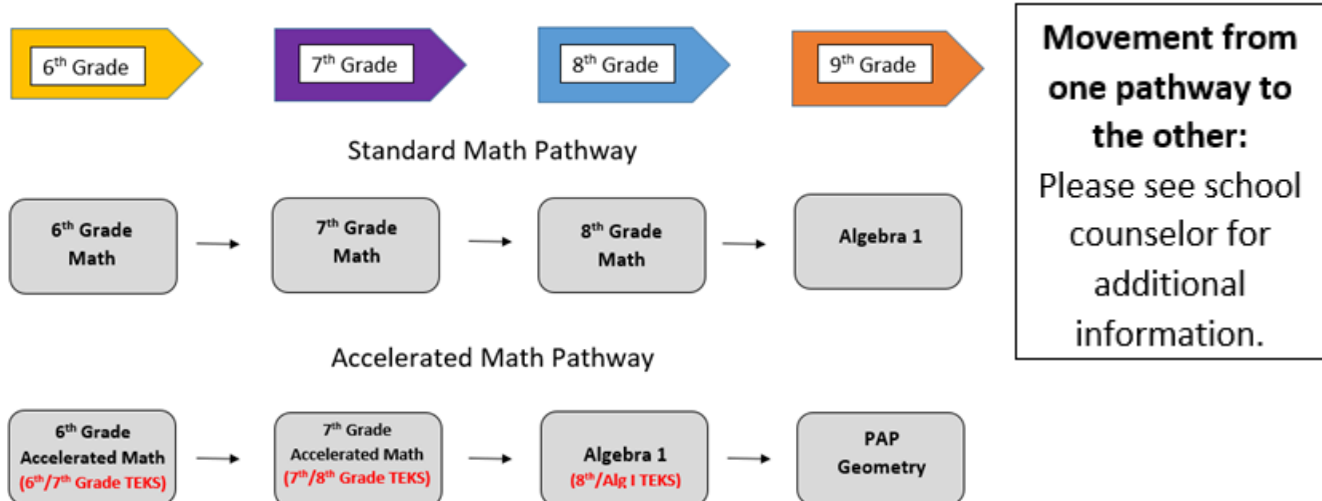 6th Grade
7th Grade
8th Grade
9th Grade
Standard Math Pathway
6th Grade
Math
7th Grade
Math
8th Grade
Math
Algebra 1
Accelerated Math Pathway
6th Grade
Accelerated Math
(6th/7th Grade TEKS)
7th Grade
Accelerated Math
(7th/8th Grade TEKS)
Algebra 1
(8th/Alg I TEKS)
PAP
Geometry
Movement from
one pathway to
the other:
Please see school
counselor for
additional
information.